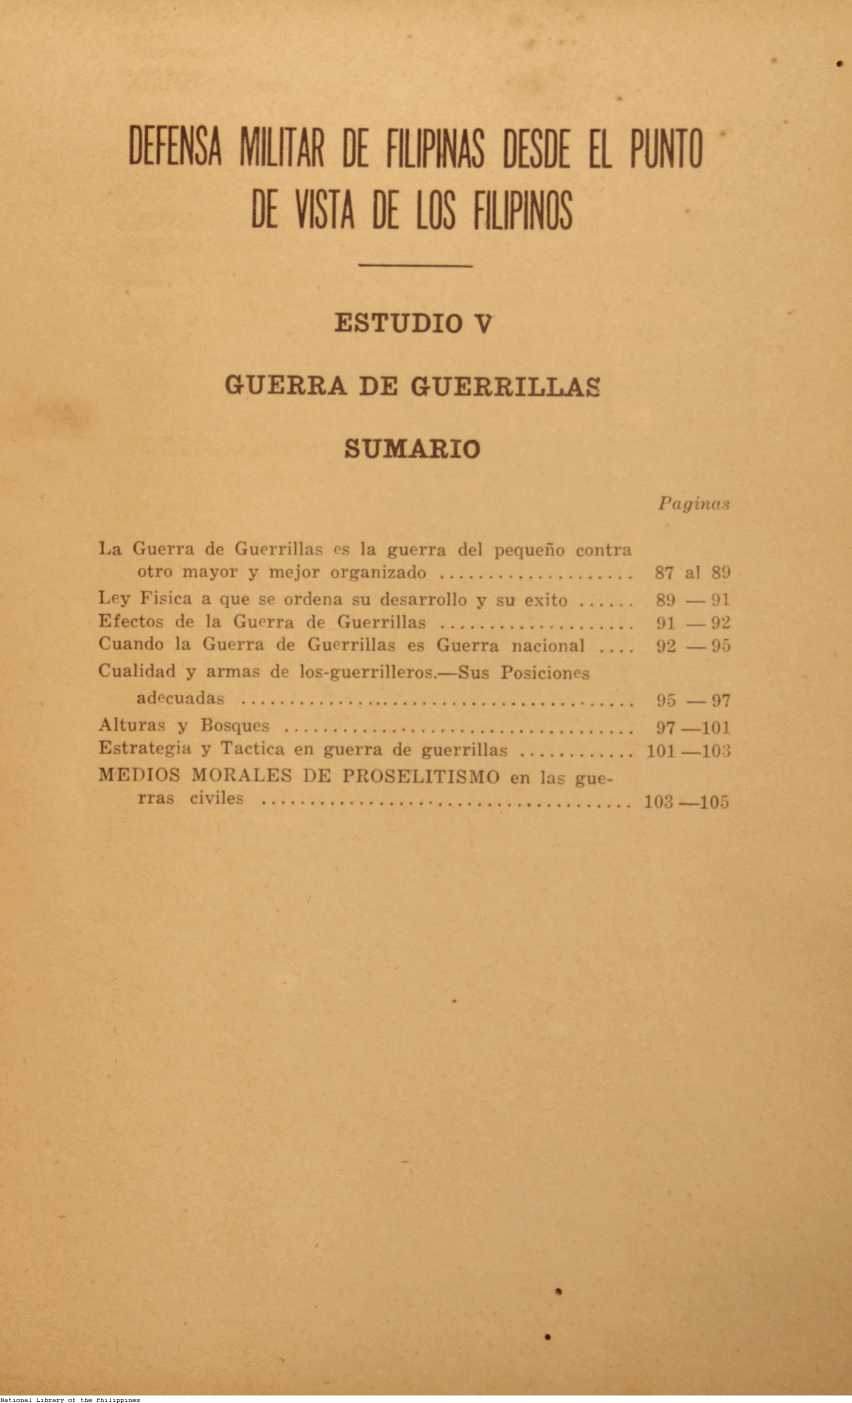 DEFENSA MILITAR DE FILIPINAS DESDE EL PUNTO
DE VISTA DE LOS FILIPINOS
ESTUDIO V
GUERRA DE GUERRILLAS
SUMARIO
Paginas
La Guerra de Guerrillas es la guerra del pequeño contra
otro mayor y mejor organizado .................... 87 al 89
Ley Fisica a que se ordena su desarrollo y su exito ...... 89 — 91
Efectos de la Guerra de Guerrillas .................... 91 — 92
Cuando la Guerra de Guerrillas es Guerra nacional .... 92 — 95
Cualidad y armas de los-guerrilleros.—Sus Posiciones
adecuadas ......................................... 95 — 97
Alturas y Bosques .................................... 97 —101
Estrategia y Tactica en guerra de guerrillas ............ 101 —103
MEDIOS MORALES DE PROSELITISMO en las gue-
rras civiles ...................................... 103 —105
National Library of the Philippines